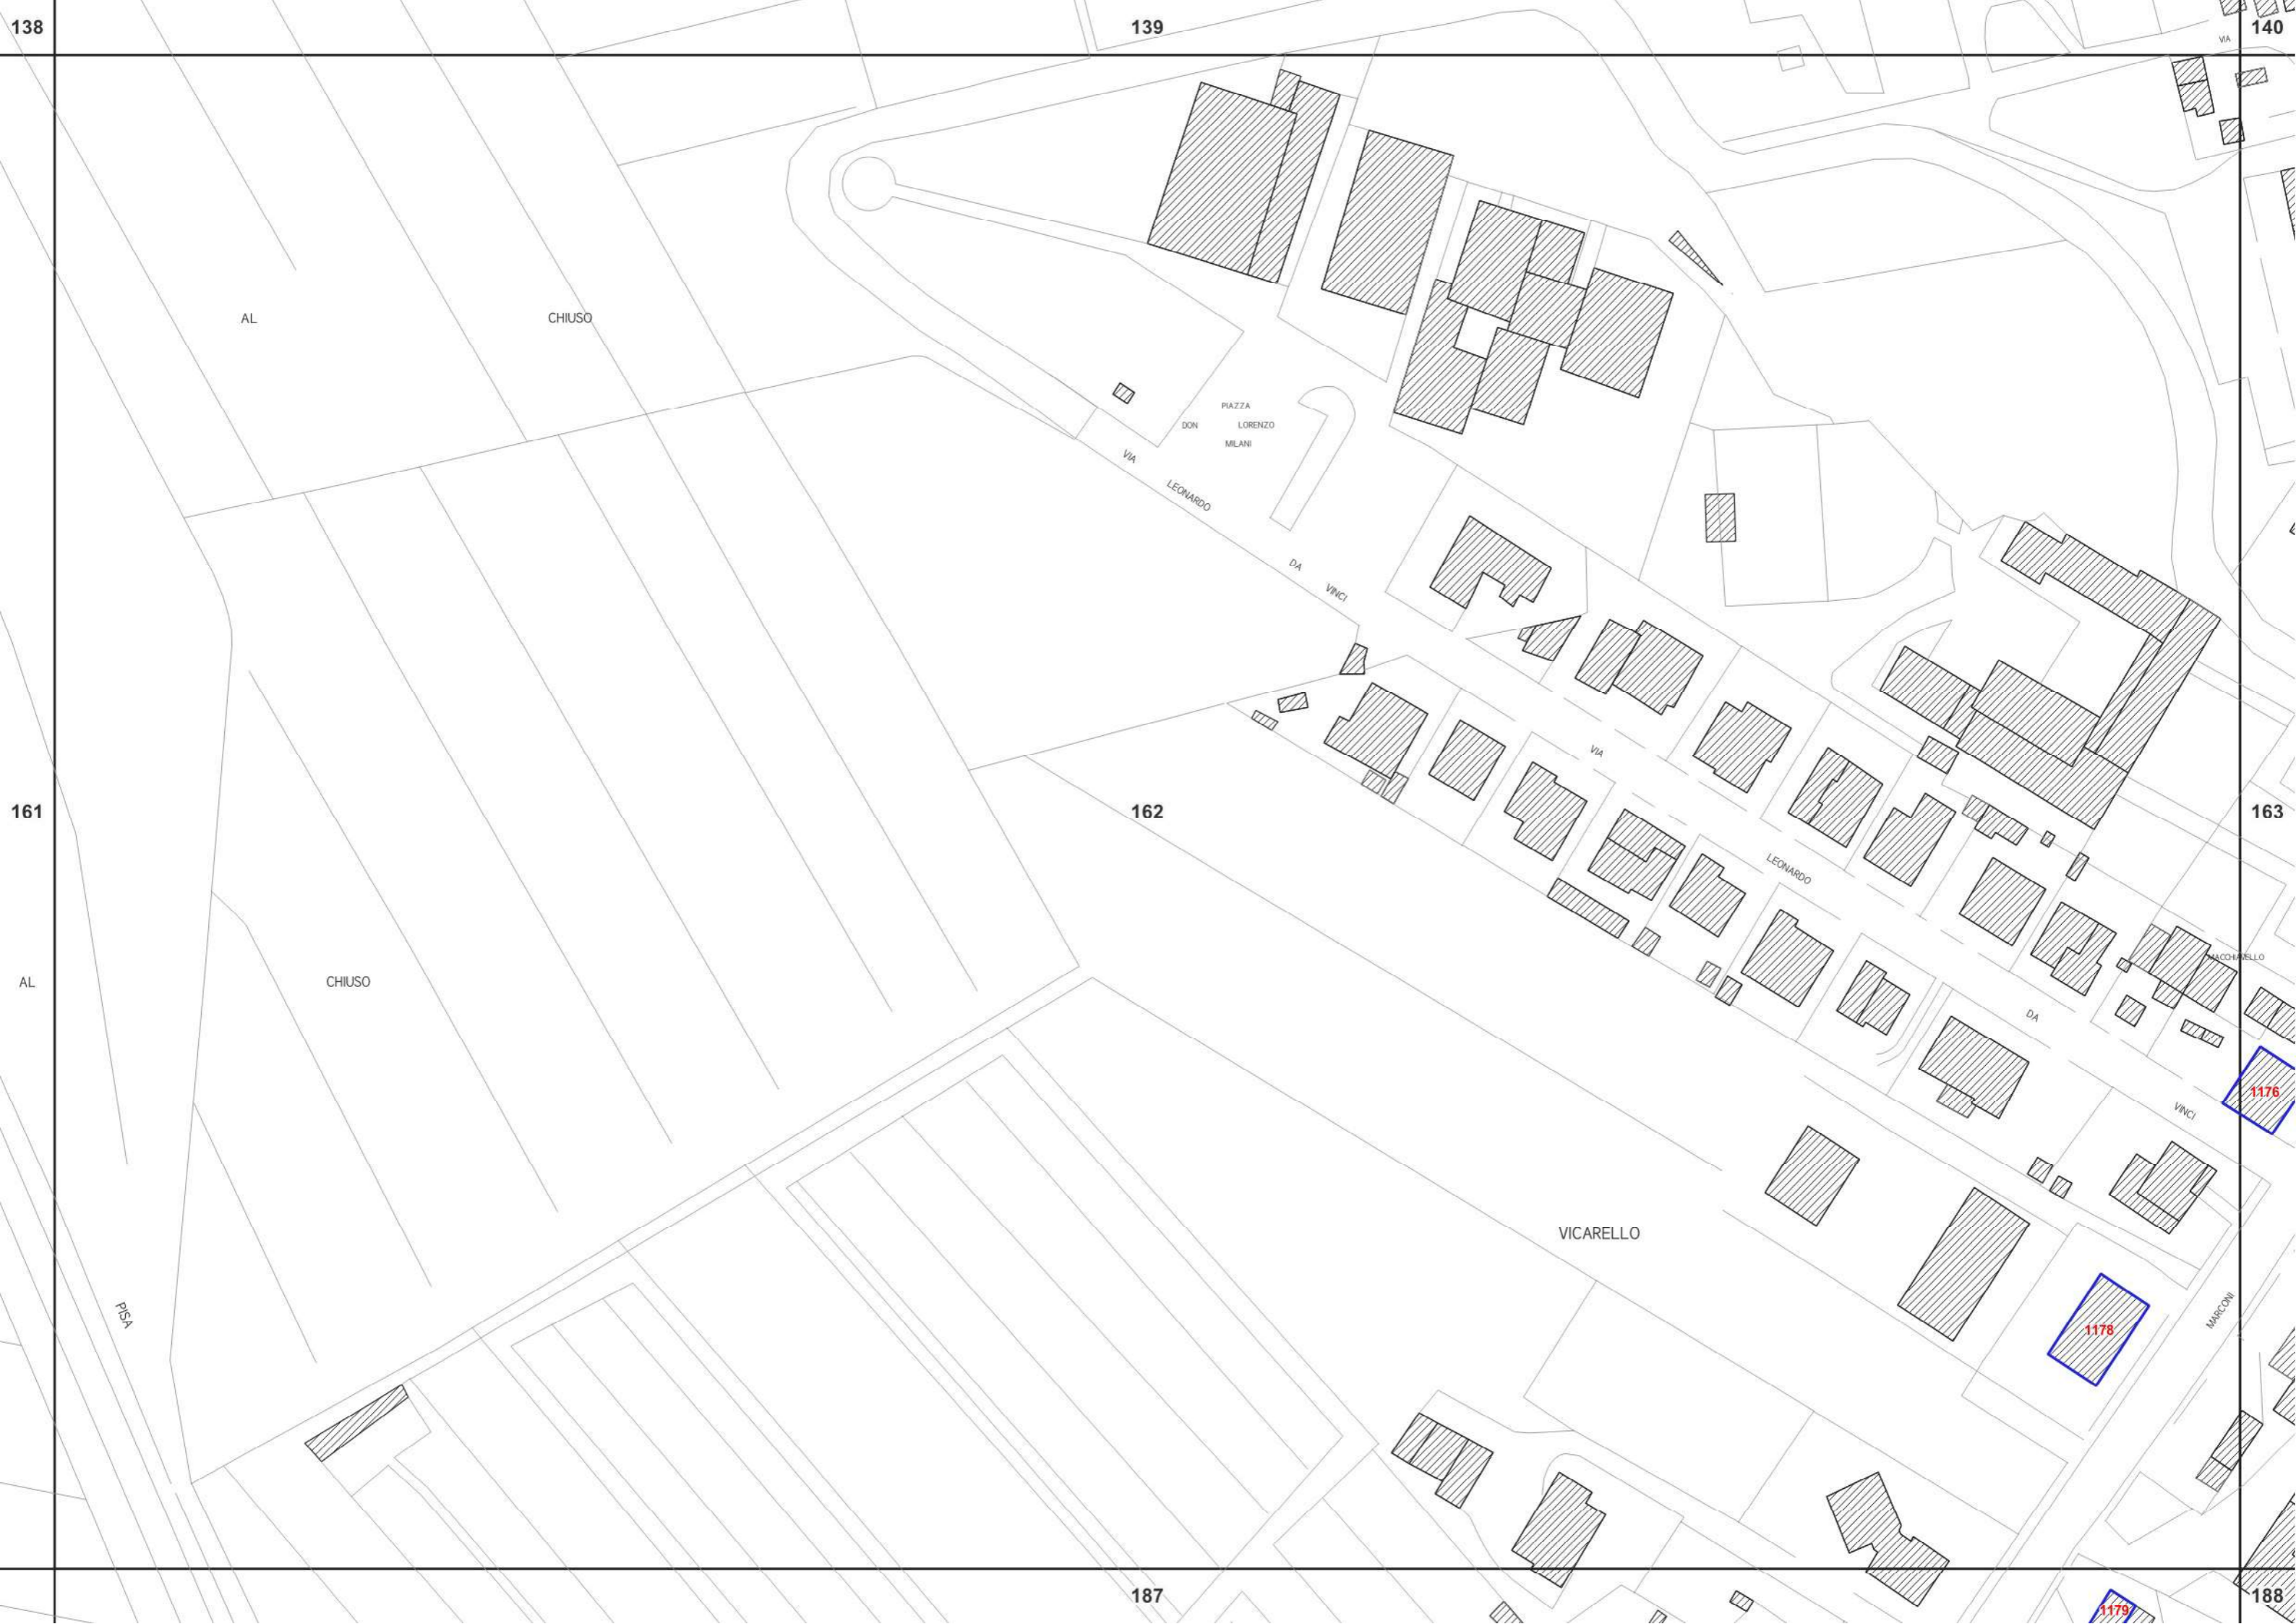 138
139
140
VIA
AL
CHIUSO
PIAZZA
DON
LORENZO
MILANI
VIA
LEONARDO
DA
VINCI
VIA
161
162
163
LEONARDO
MACCHIAVELLO
AL
CHIUSO
DA
1176
VINCI
VICARELLO
PISA
MARCONI
1178
187
188
1179